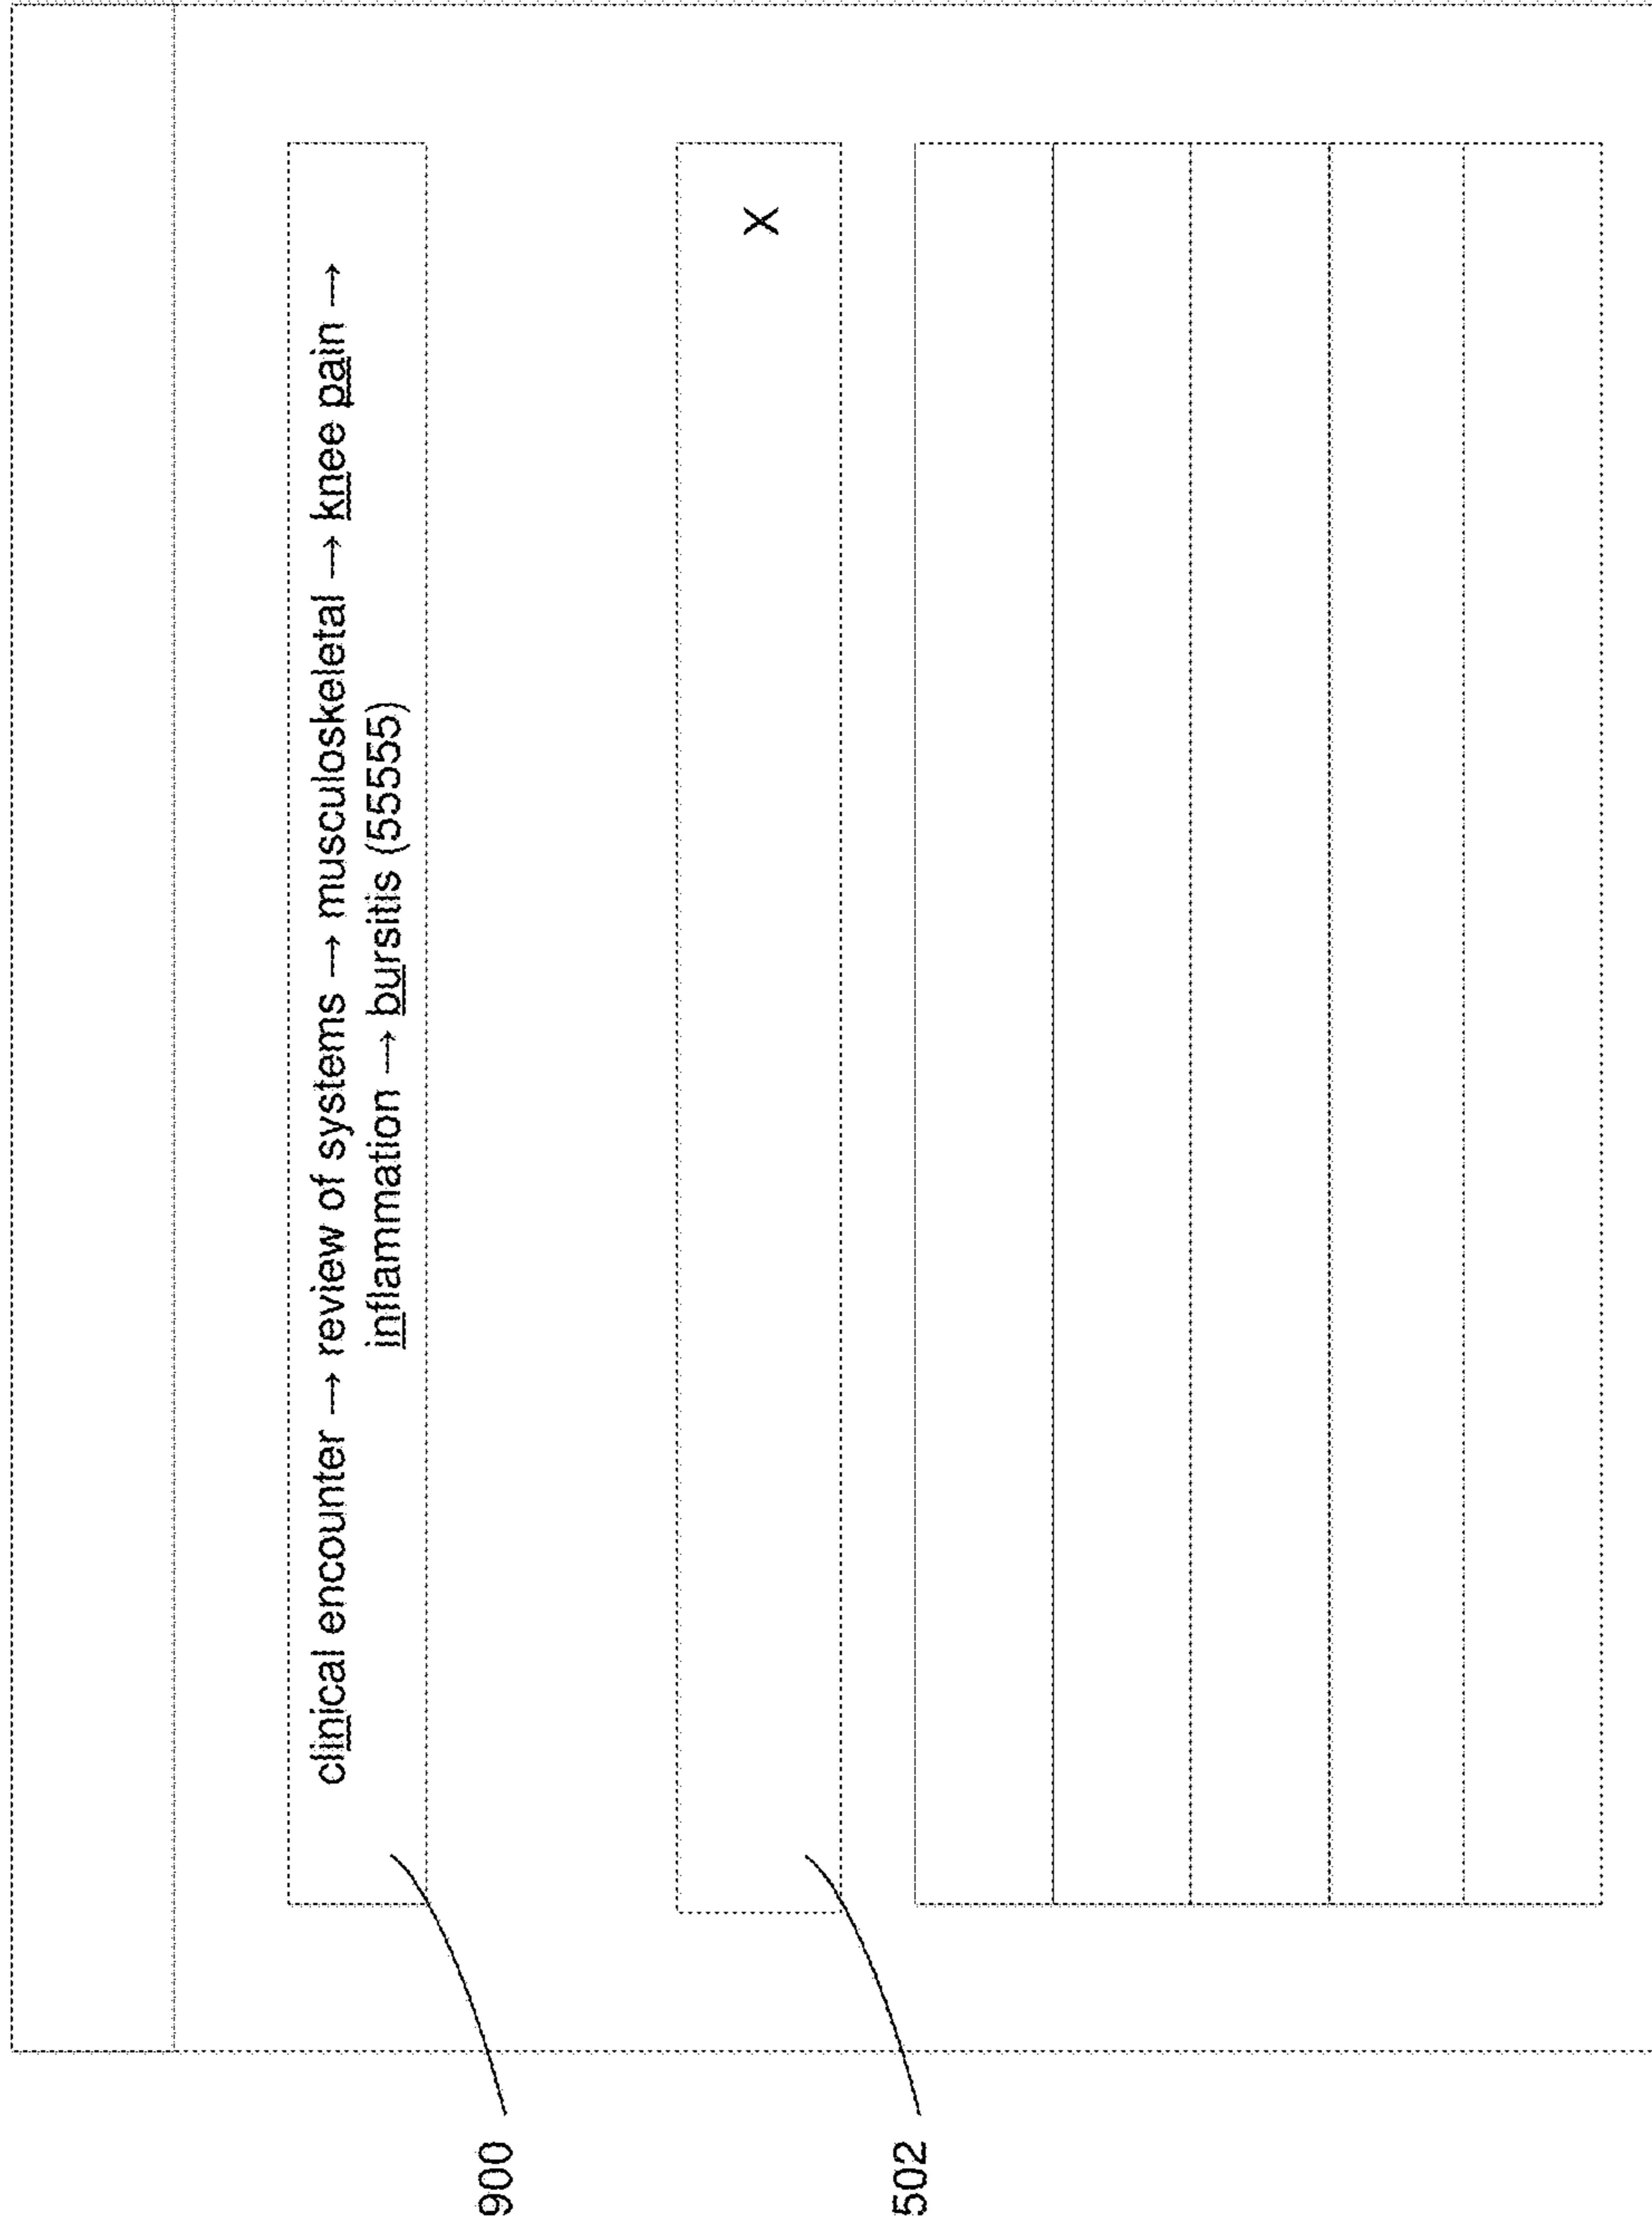 clinical encounter → review of systems → musculoskeletal → knee pain →
inflammation → bursitis (55555)
900
X
502